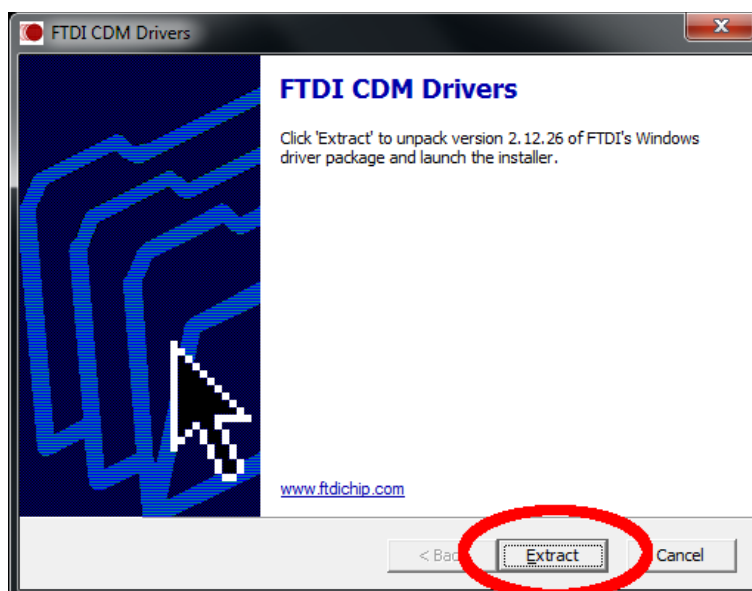 FTDI CDM Drivers
FTDI CDM Drivers
Click 'Extract' to unpack version 2.12.26 of FTDI's Windows
driver package and launch the installer.
www.ftdichip.com
< Extract Cancel